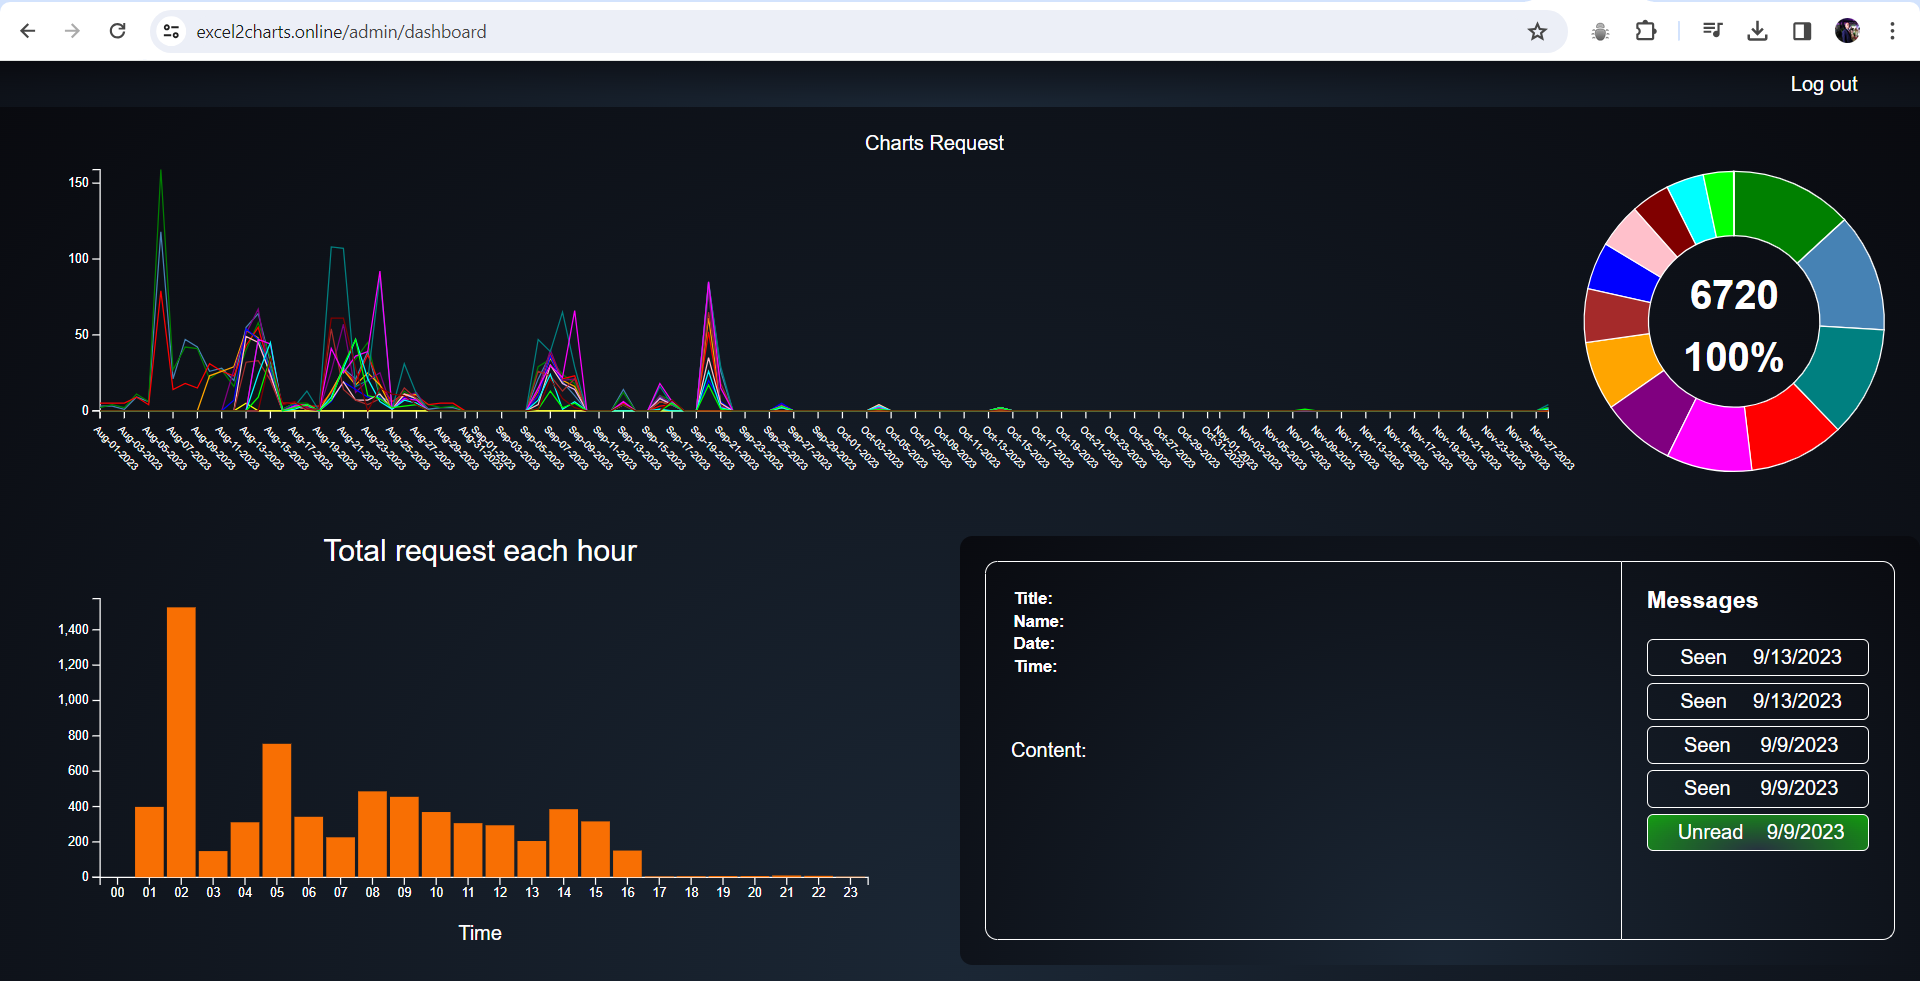 excel2charts.online/admin/dashboard
Log out
Charts Request
150
100
50
0
Aug-01-2023
Aug-03-2023
Aug-05-2023
Aug-07-2023
Aug-09-2023
Aug-11-2023
Aug-13-2023
Aug-15-2023
Aug-17-2023
Aug-19-2023
Aug-21-2023
Aug-23-2023
Aug-25-2023
Aug-27-2023
Aug-29-2023
Aug-31-2023
Sep-01-2023
Sep-03-2023
Sep-05-2023
Sep-07-2023
Sep-09-2023
Sep-11-2023
Sep-13-2023
Sep-15-2023
Sep-17-2023
Sep-19-2023
Sep-21-2023
Sep-23-2023
Sep-25-2023
Sep-27-2023
Sep-29-2023
Oct-01-2023
Oct-03-2023
Oct-05-2023
Oct-07-2023
Oct-09-2023
Oct-11-2023
Oct-13-2023
Oct-15-2023
Oct-17-2023
Oct-19-2023
Oct-21-2023
Oct-23-2023
Oct-25-2023
Oct-27-2023
Oct-29-2023
Oct-31-2023
Nov-01-2023
Nov-03-2023
Nov-05-2023
Nov-07-2023
Nov-09-2023
Nov-11-2023
Nov-13-2023
Nov-15-2023
Nov-17-2023
Nov-19-2023
Nov-21-2023
Nov-23-2023
Nov-25-2023
Nov-27-2023
6720
100%
Total request each hour
1,400
1,200
1,000
800
600
400
200
0
00 01 02 03 04 05 06 07 08 09 10 11 12 13 14 15 16 17 18 19 20 21 22 23
Time
Title:
Name:
Date:
Time:
Content:
Messages
Seen 9/13/2023
Seen 9/13/2023
Seen 9/9/2023
Seen 9/9/2023
Unread 9/9/2023